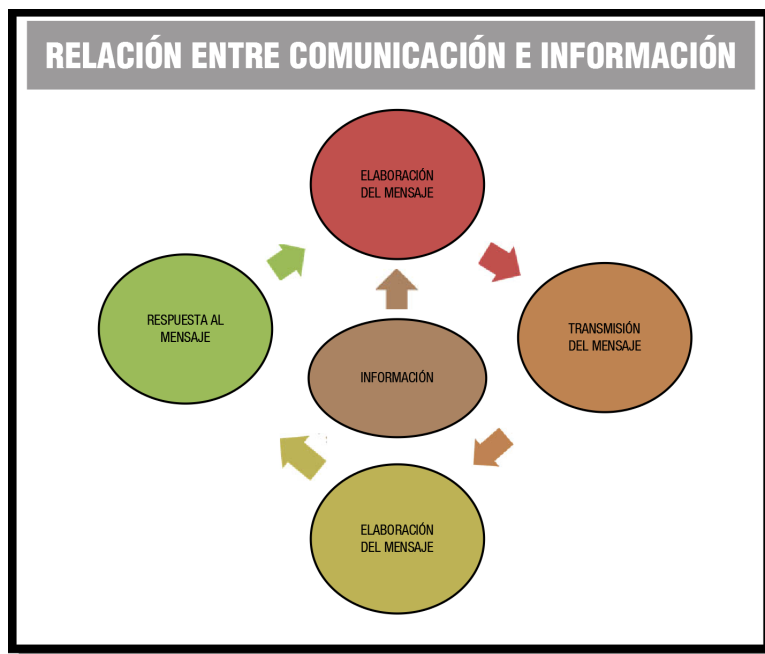 RELACIÓN ENTRE COMUNICACIÓN E INFORMACIÓN
ELABORACIÓN
DEL MENSAJE
RESPUESTA AL
MENSAJE
TRANSMISIÓN
DEL MENSAJE
INFORMACIÓN
ELABORACIÓN
DEL MENSAJE